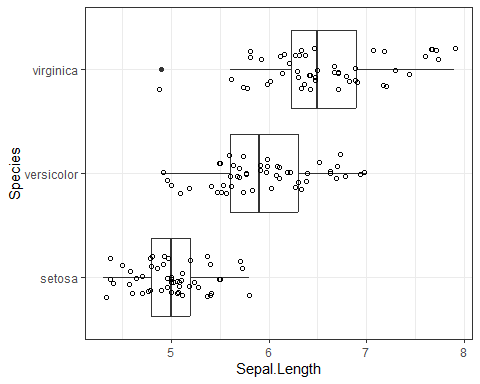 virginica
versicolor
setosa
Species
5 6 7 8
Sepal.Length